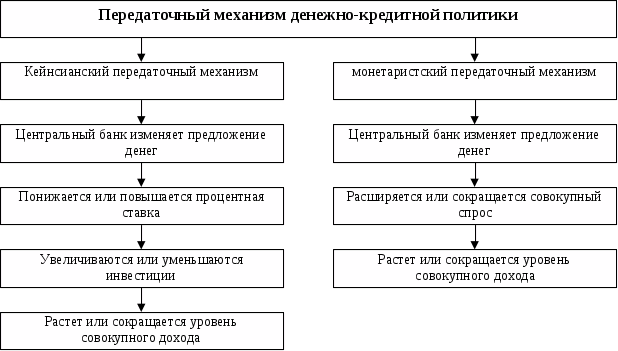 Передаточный механизм денежно-кредитной политики
Кейнсианский передаточный механизм
монетаристский передаточный механизм
Центральный банк изменяет предложение
денег
Центральный банк изменяет предложение
денег
Понижается или повышается процентная
ставка
Расширяется или сокращается совокупный
спрос
Увеличиваются или уменьшаются
инвестиции
Растет или сокращается уровень
совокупного дохода
Растет или сокращается уровень
совокупного дохода